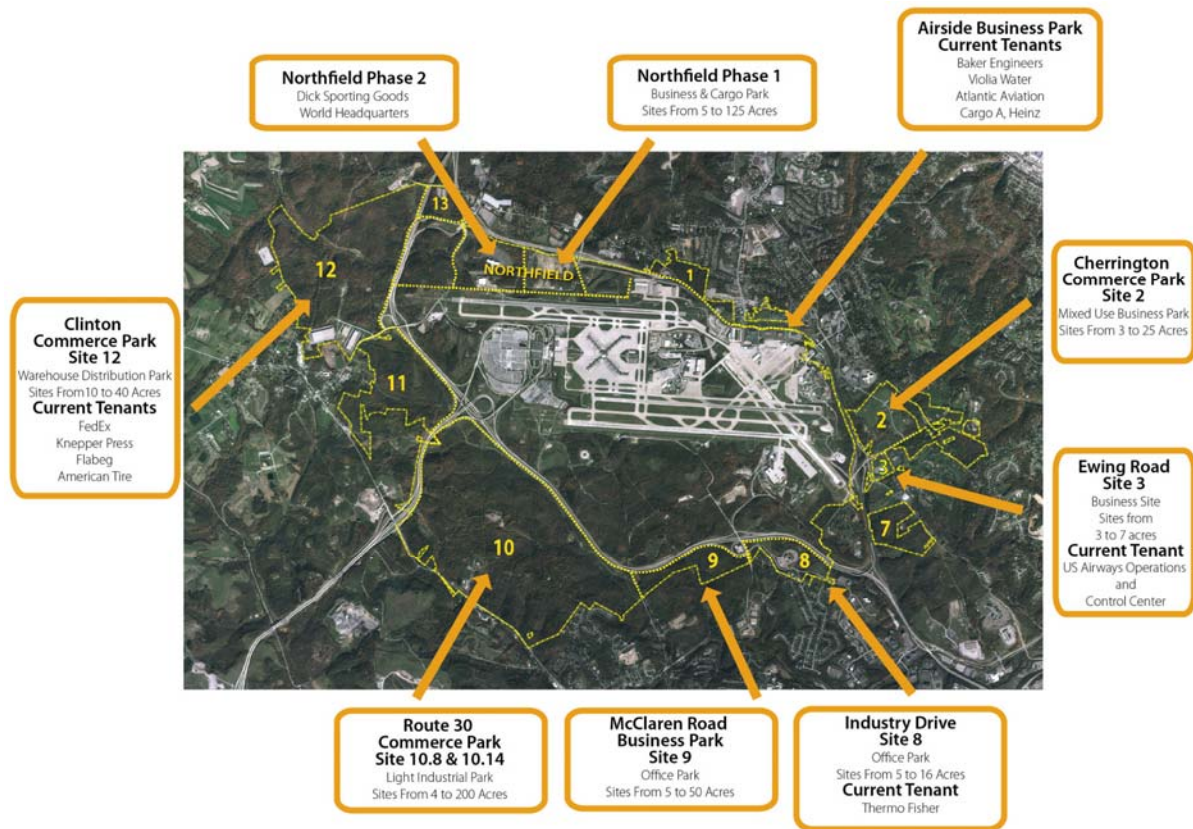 Airside Business Park
Current Tenants
Baker Engineers
Violia Water
Atlantic Aviation
Cargo A, Heinz
Northfield Phase 2
Dick Sporting Goods
World Headquarters
Northfield Phase 1
Business & Cargo Park
Sites From 5 to 125 Acres
13
12
NORTHFIELD
1
11
2
3
7
10
9
8
Cherrington
Commerce Park
Site 2
Mixed Use Business Park
Sites From 3 to 25 Acres
Clinton
Commerce Park
Site 12
Warehouse Distribution Park
Sites From10 to 40 Acres
Current Tenants
FedEx
Knepper Press
Flabeg
American Tire
Ewing Road
Site 3
Business Site
Sites from
3 to 7 acres
Current Tenant
US Airways Operations
and
Control Center
Route 30
Commerce Park
Site 10.8 & 10.14
Light Industrial Park
Sites From 4 to 200 Acres
McClaren Road
Business Park
Site 9
Office Park
Sites From 5 to 50 Acres
Industry Drive
Site 8
Office Park
Sites From 5 to 16 Acres
Current Tenant
Thermo Fisher